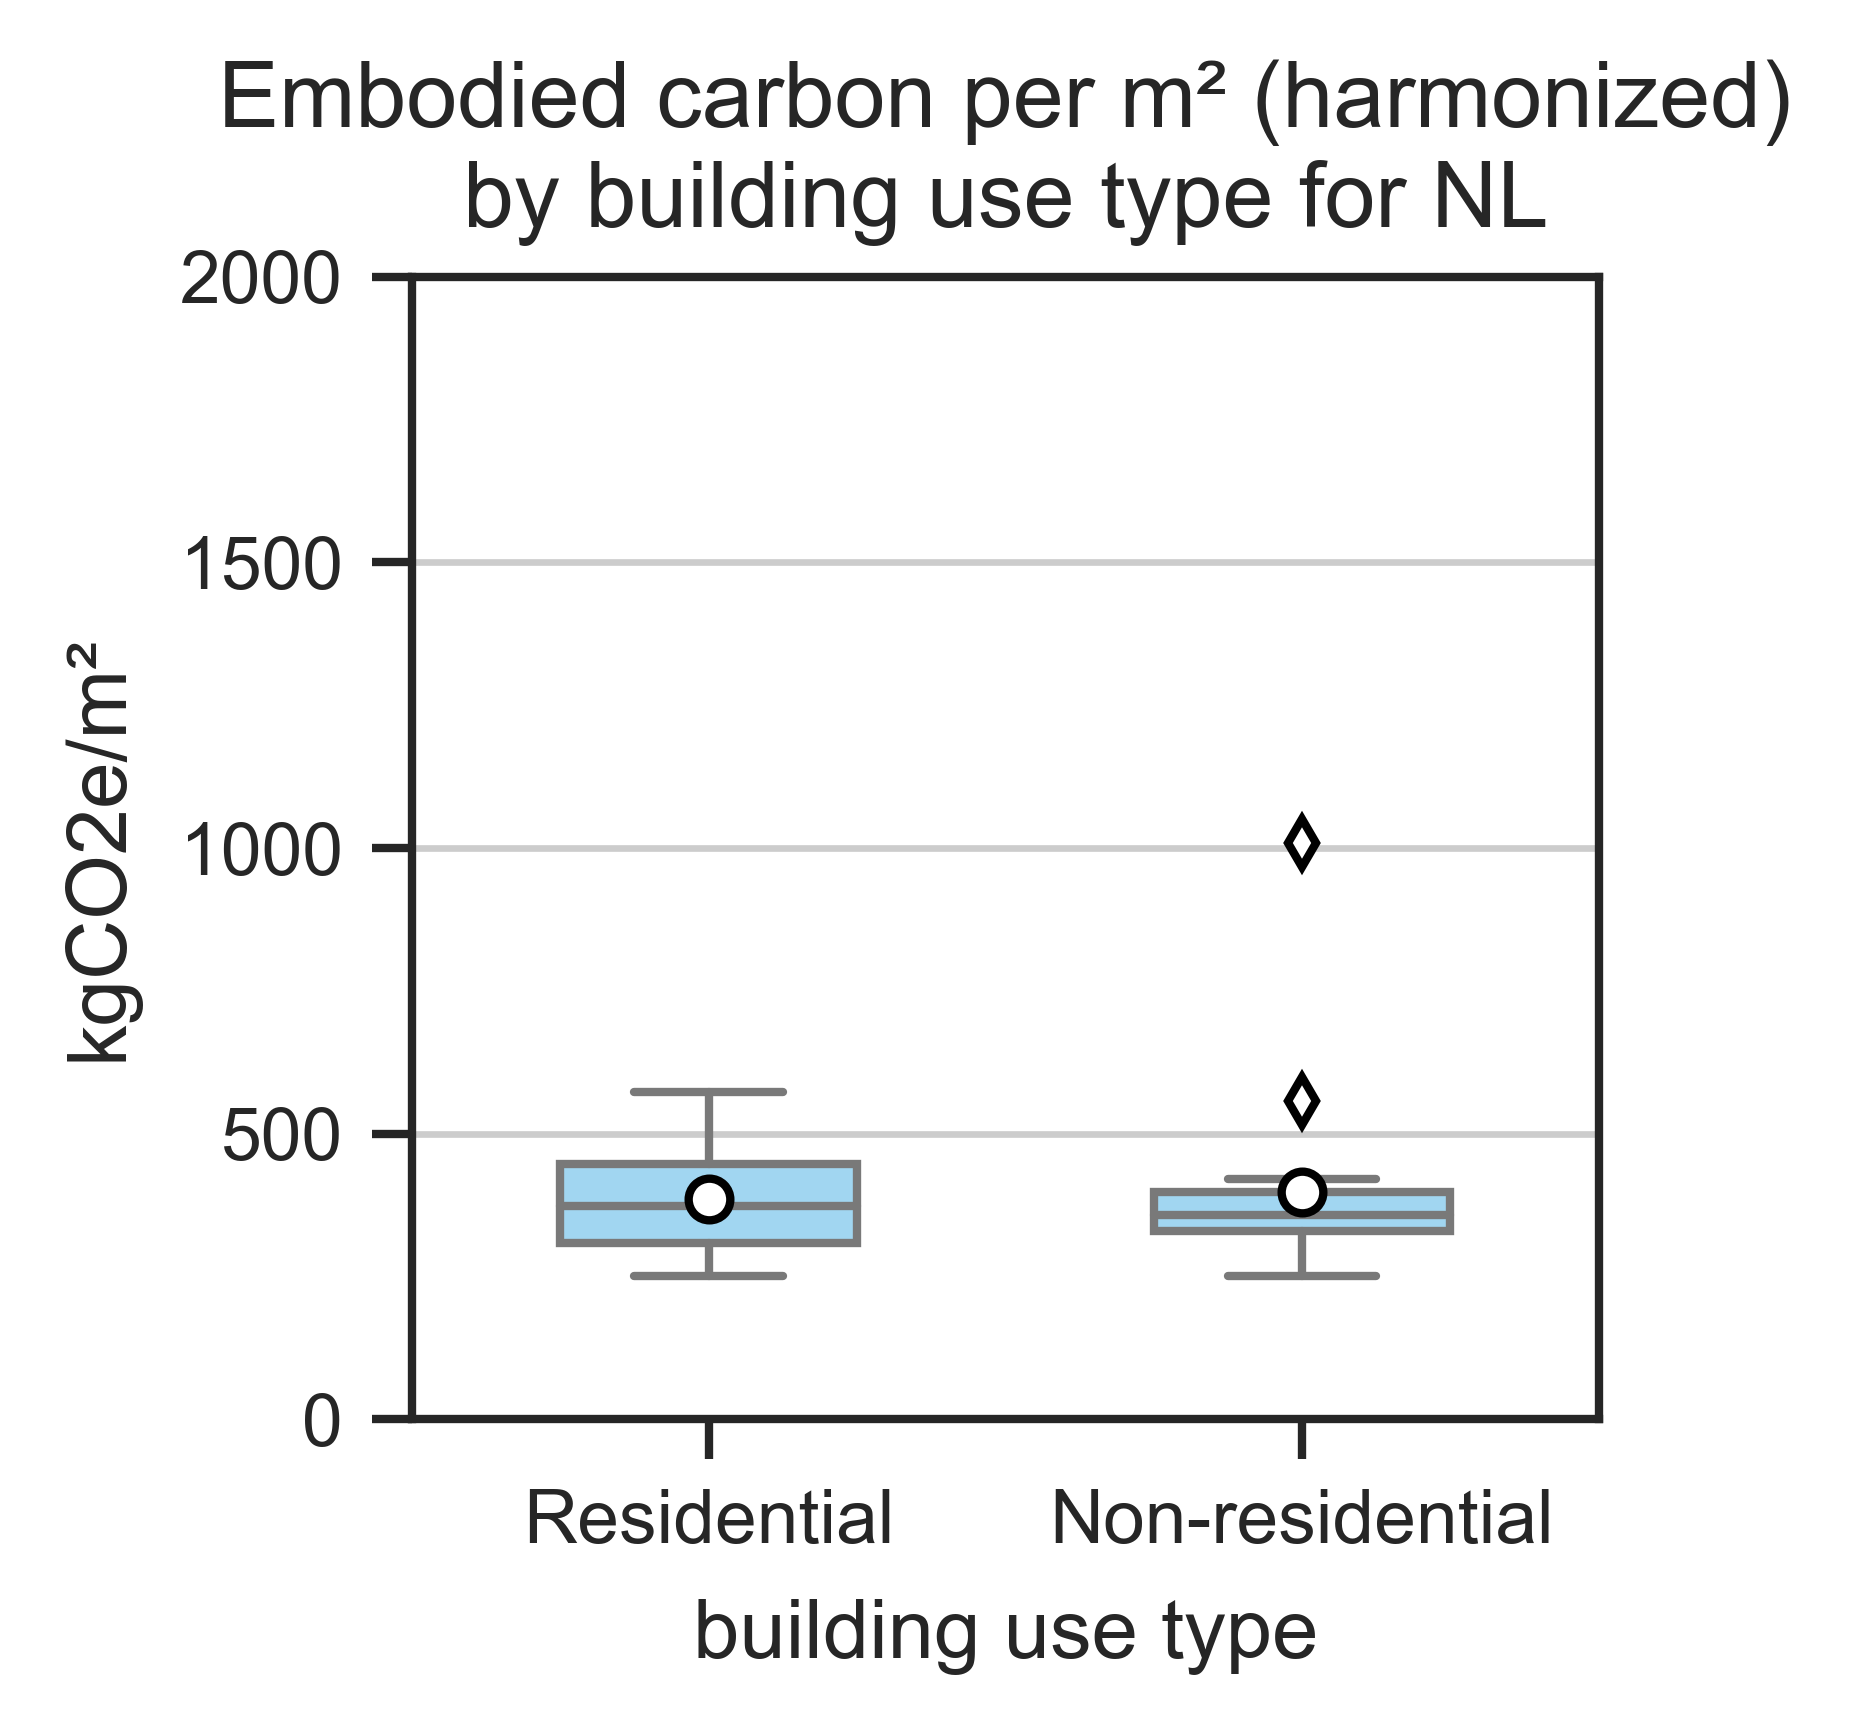 Embodied carbon per m² (harmonized)
by building use type for NL
2000
1500
1000
500
0
kgCO2e/m²
Residential
Non-residential
building use type